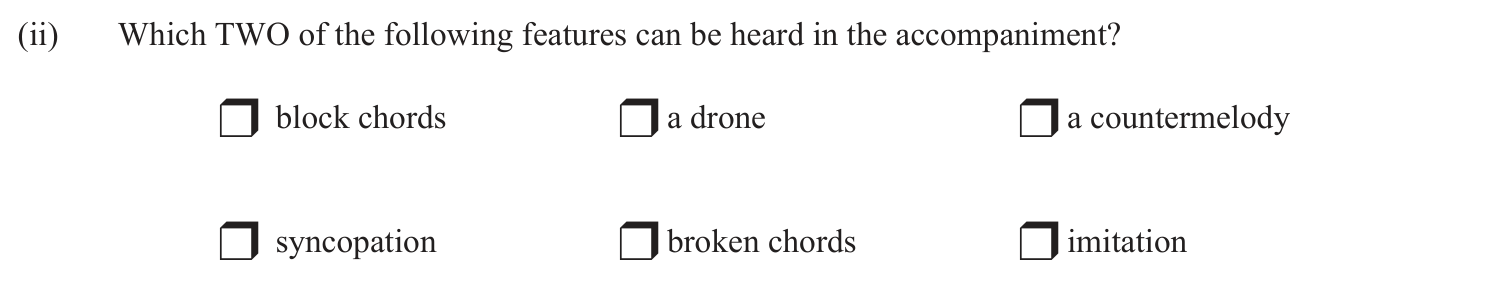 (ii) Which TWO of the following features can be heard in the accompaniment?
block chords a drone a countermelody
syncopation broken chords imitation